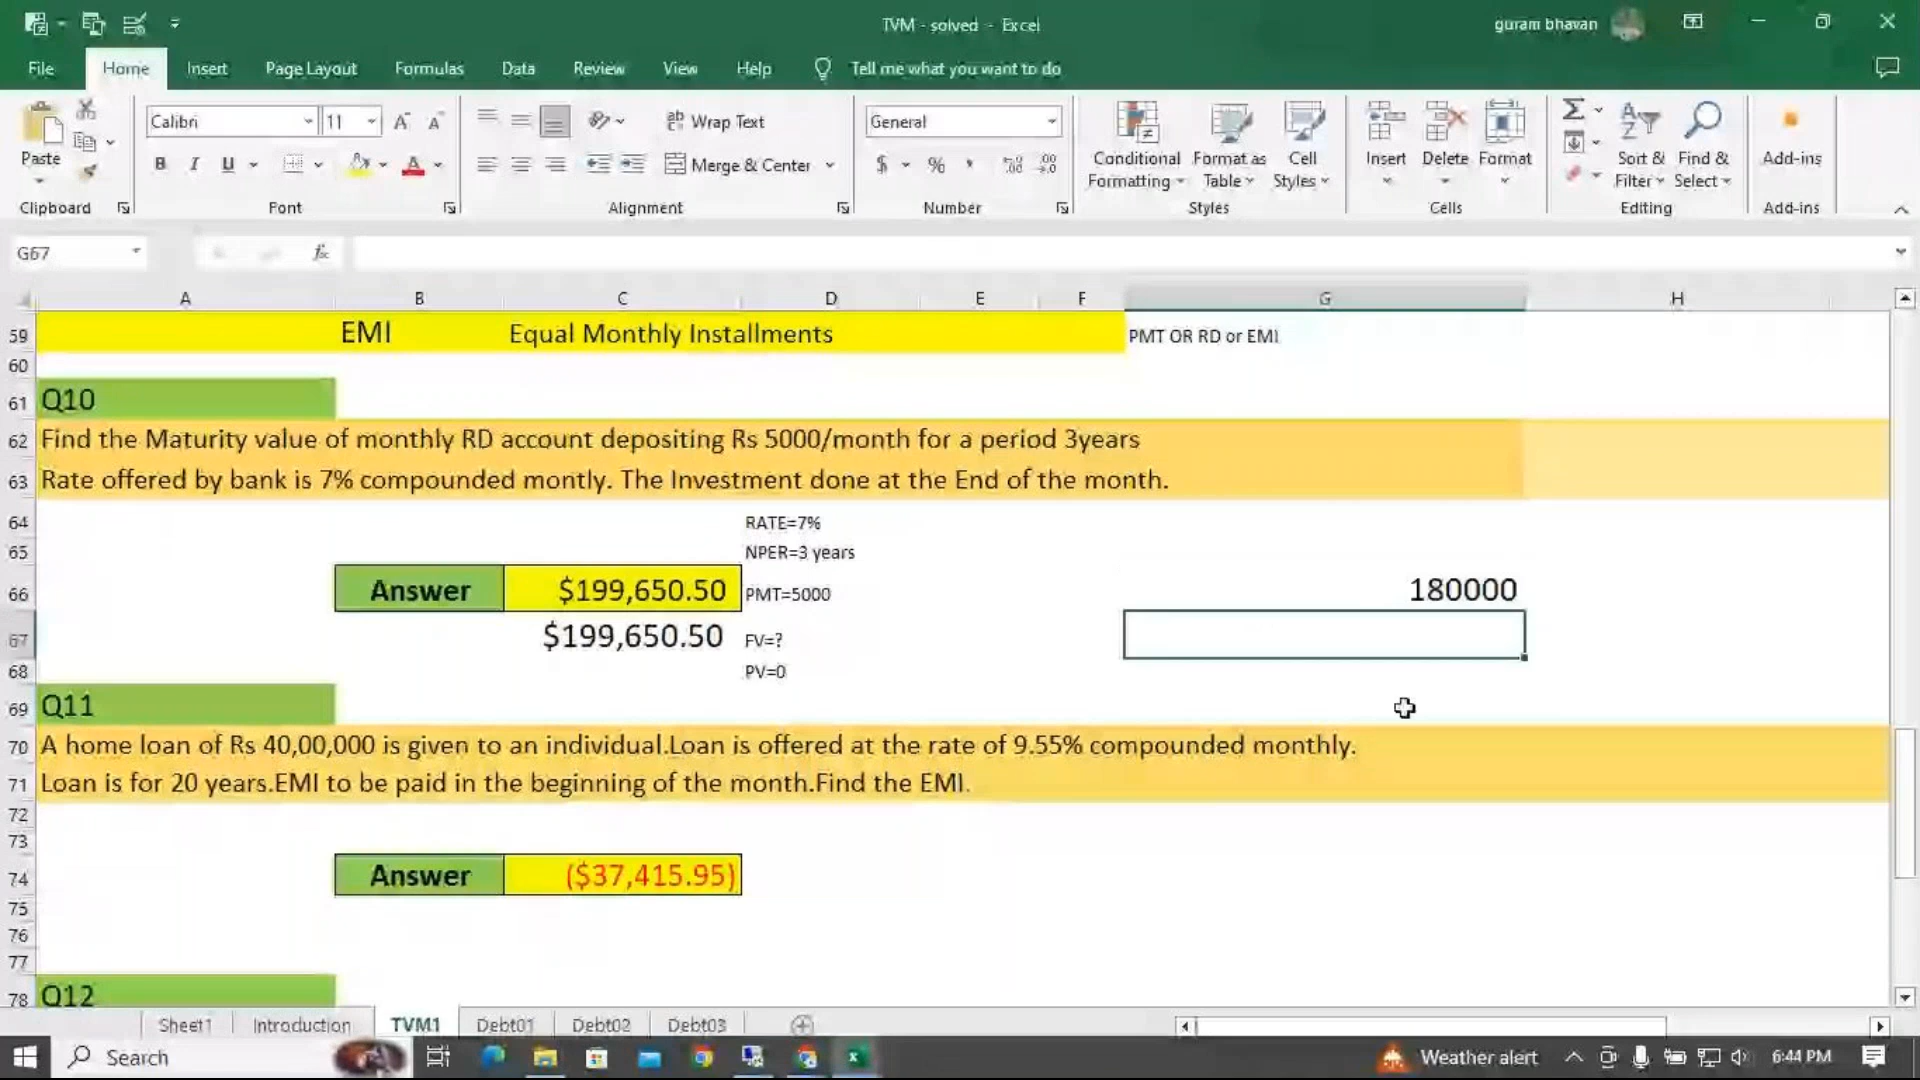 TVM - solved - Excel
guram bhavan
File Home Insert Page Layout Formulas Data Review View Help Tell me what you want to do
Calibri 11
Wrap Text
General
Paste
B I U
Merge & Center
$ % ,
Conditional Formatting
Format as Table
Cell Styles
Insert
Delete
Format
Sort & Filter
Find & Select
Add-ins
Clipboard Font Alignment Number Styles Cells Editing Add-ins
G67 fx
A B C D E F G H
59 EMI Equal Monthly Installments PMT OR RD or EMI
60
61 Q10
62 Find the Maturity value of monthly RD account depositing Rs 5000/month for a period 3years
63 Rate offered by bank is 7% compounded montly. The Investment done at the End of the month.
64 RATE=7%
65 NPER=3 years
66 Answer $199,650.50 PMT=5000 180000
67 $199,650.50 FV=?
68 PV=0
69 Q11
70 A home loan of Rs 40,00,000 is given to an individual.Loan is offered at the rate of 9.55% compounded monthly.
71 Loan is for 20 years.EMI to be paid in the beginning of the month.Find the EMI.
72
73
74 Answer ($37,415.95)
75
76
77
78 Q12
Sheet1 Introduction TVM1 Debt01 Debt02 Debt03
Search
Weather alert
6:44 PM